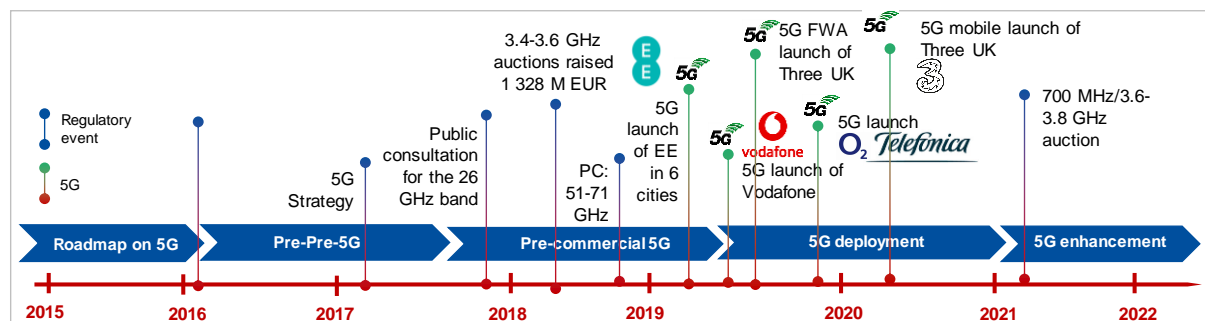 Regulatory
event
5G
5G
Strategy
Public
consultation
for the 26
GHz band
3.4-3.6 GHz
auctions raised
1 328 M EUR
PC:
51-71
GHz
EE
5G
5G
launch
of EE
in 6
cities
5G
vodafone
5G launch of
Vodafone
5G
5G FWA
launch of
Three UK
5G
5G launch
O2 Telefónica
5G
5G mobile launch of
Three UK
3
700 MHz/3.6-
3.8 GHz
auction
Roadmap on 5G
Pre-Pre-5G
Pre-commercial 5G
5G deployment
5G enhancement
2015
2016
2017
2018
2019
2020
2021
2022